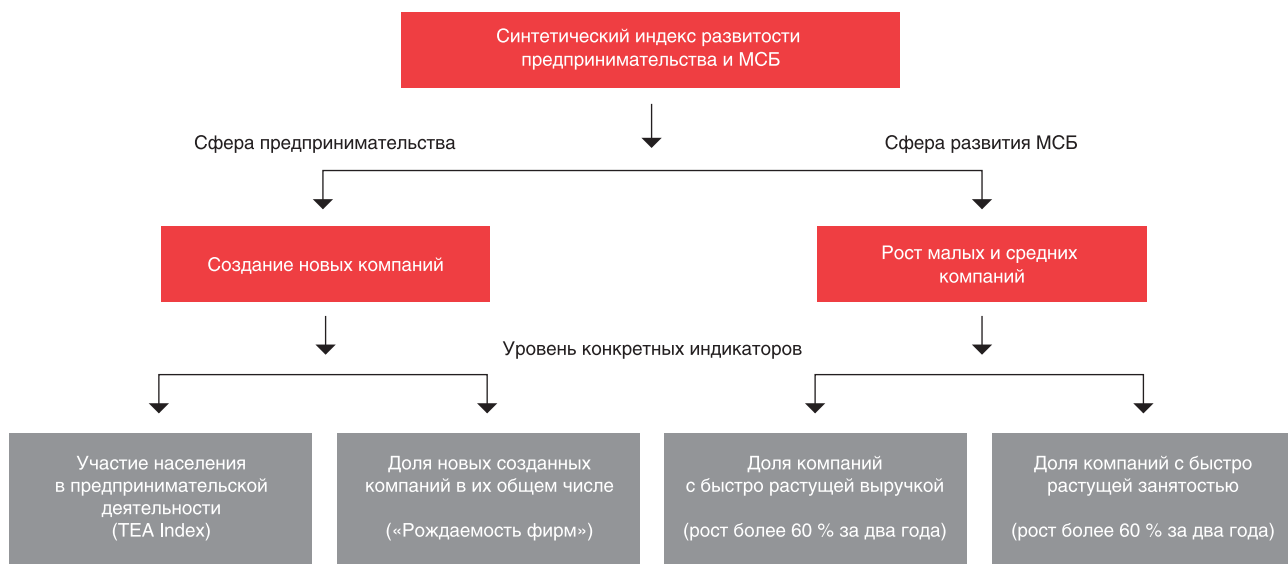 Синтетический индекс развитости
предпринимательства и МСБ
Сфера предпринимательства
Сфера развития МСБ
Создание новых компаний
Рост малых и средних
компаний
Уровень конкретных индикаторов
Участие населения
в предпринимательской
деятельности
(TEA Index)
Доля новых созданных
компаний в их общем числе
(«Рождаемость фирм»)
Доля компаний
с быстро растущей выручкой
(рост более 60 % за два года)
Доля компаний с быстро
растущей занятостью
(рост более 60 % за два года)